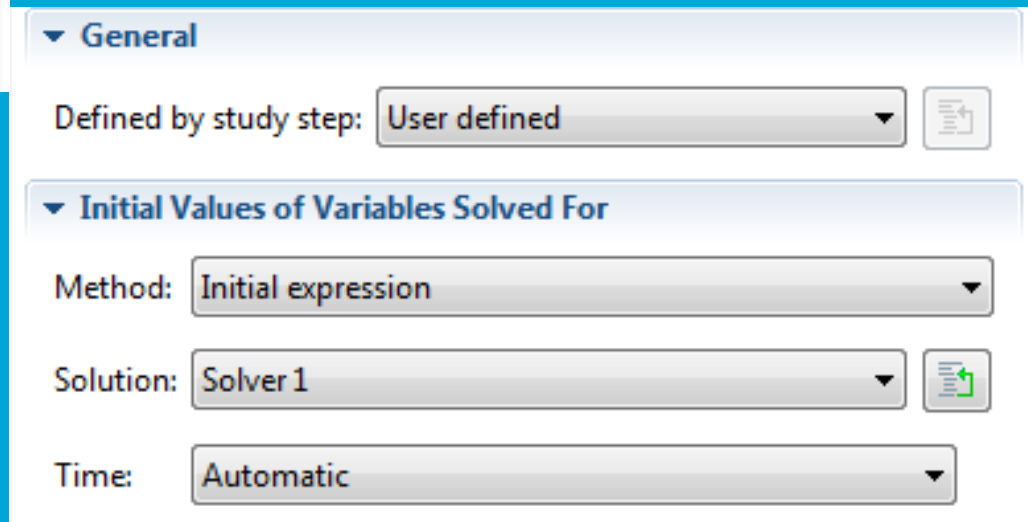 General
Defined by study step: User defined
Initial Values of Variables Solved For
Method: Initial expression
Solution: Solver 1
Time: Automatic